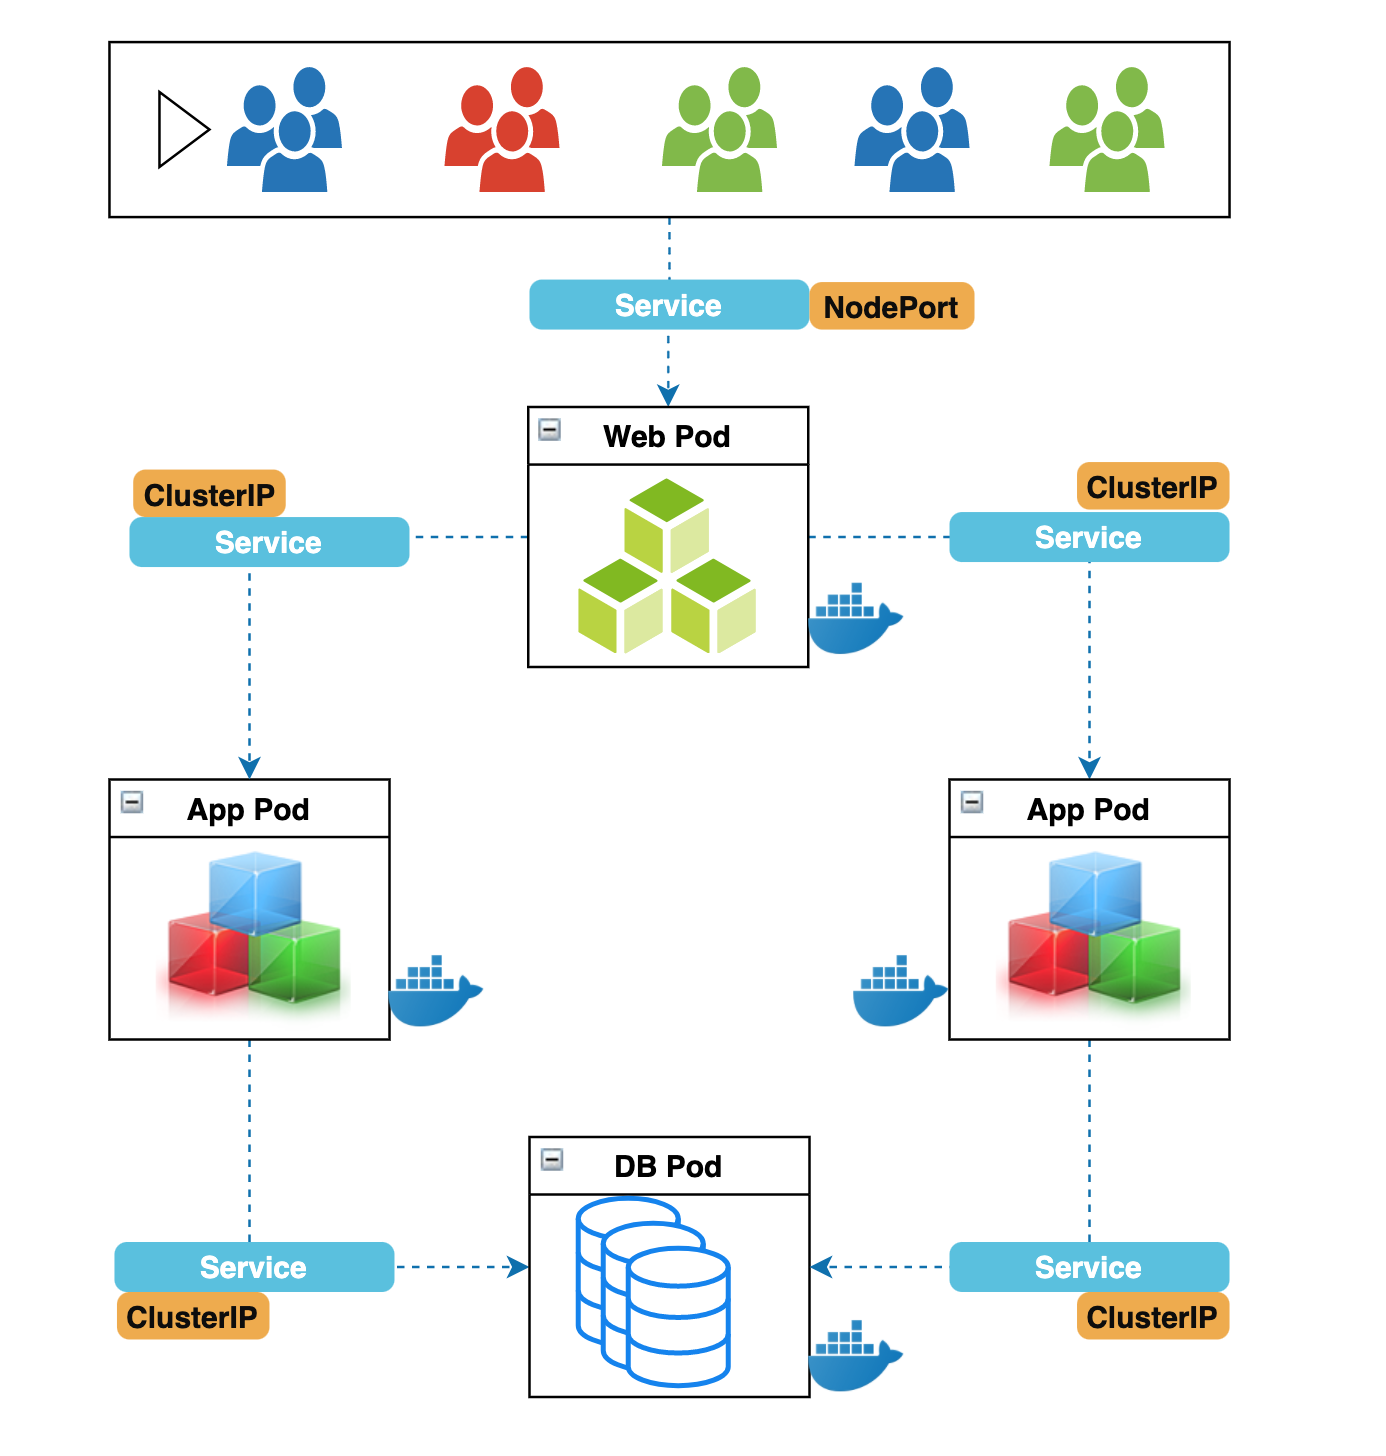 Service
NodePort
Web Pod
ClusterIP
Service
ClusterIP
Service
App Pod
App Pod
DB Pod
Service
ClusterIP
Service
ClusterIP